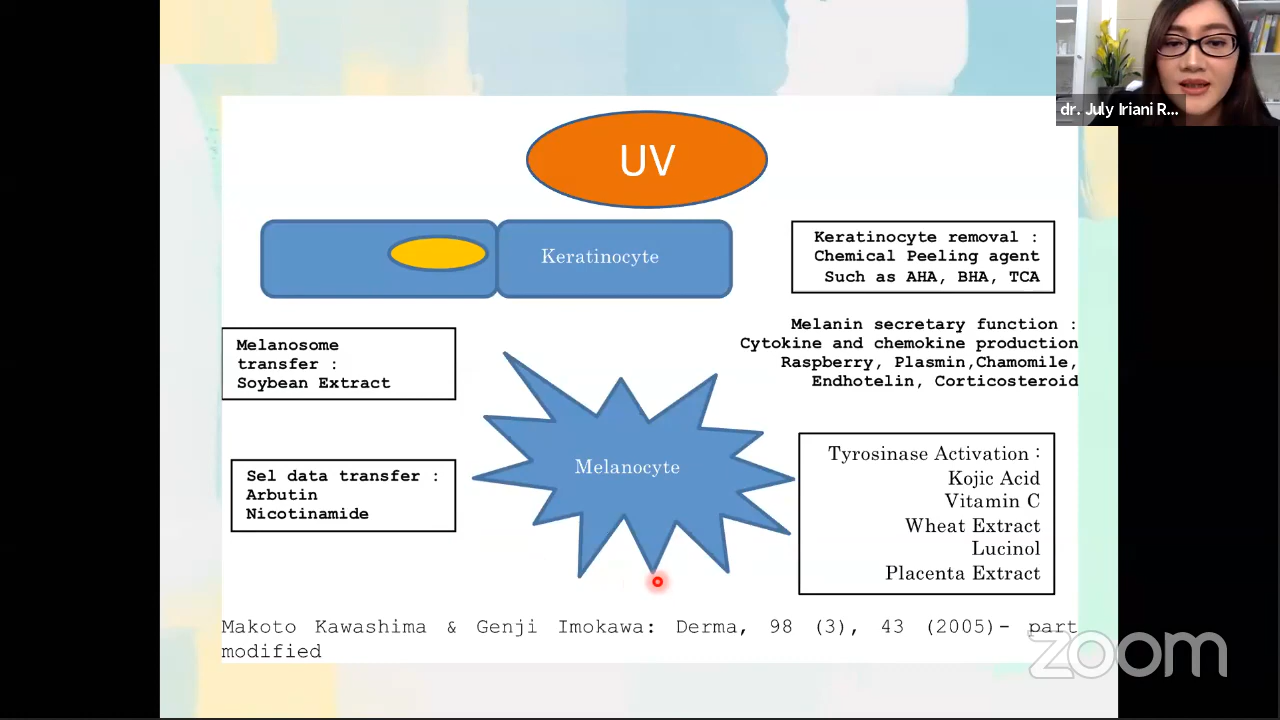 dr. July Iriani R...
UV
Keratinocyte
Keratinocyte removal :
Chemical Peeling agent
Such as AHA, BHA, TCA
Melanosome
transfer :
Soybean Extract
Melanin secretary function :
Cytokine and chemokine production
Raspberry, Plasmin,Chamomile,
Endhotelin, Corticosteroid
Melanocyte
Sel data transfer :
Arbutin
Nicotinamide
Tyrosinase Activation :
Kojic Acid
Vitamin C
Wheat Extract
Lucinol
Placenta Extract
Makoto Kawashima & Genji Imokawa: Derma, 98 (3), 43 (2005)- part
modified
zoom